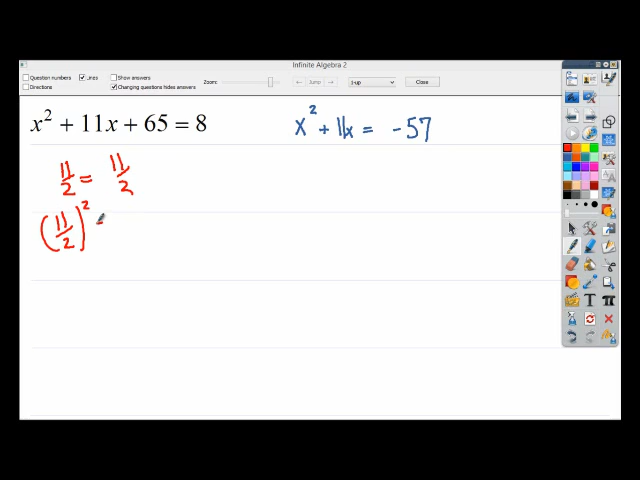 Infinite Algebra 2
Question numbers Lines Show answers Zoom: Jump 1-up Close
Directions Changing questions hides answers
x² + 11x + 65 = 8
x² + 11x = -57
11/2 = 11/2
(11/2)² =